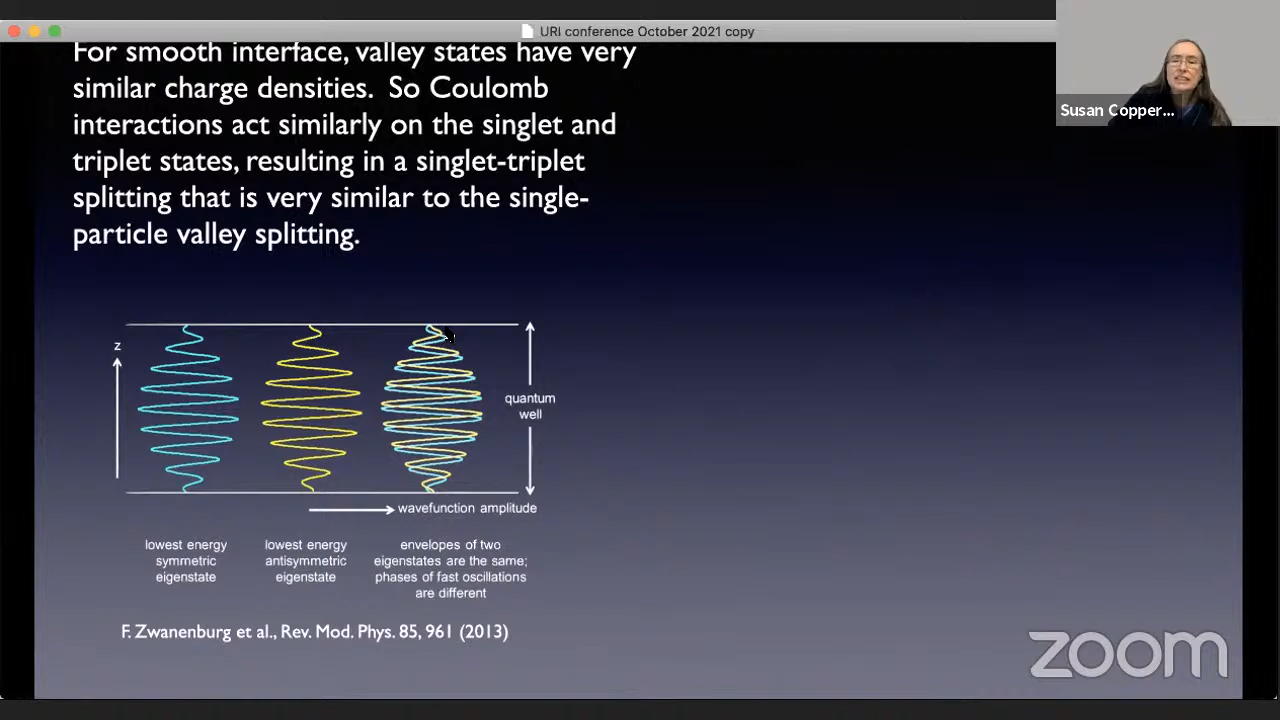 URI conference October 2021 copy
Susan Copper...
For smooth interface, valley states have very
similar charge densities. So Coulomb
interactions act similarly on the singlet and
triplet states, resulting in a singlet-triplet
splitting that is very similar to the single-
particle valley splitting.
z
quantum
well
wavefunction amplitude
lowest energy
symmetric
eigenstate
lowest energy
antisymmetric
eigenstate
envelopes of two
eigenstates are the same;
phases of fast oscillations
are different
F. Zwanenburg et al., Rev. Mod. Phys. 85, 961 (2013)
zoom